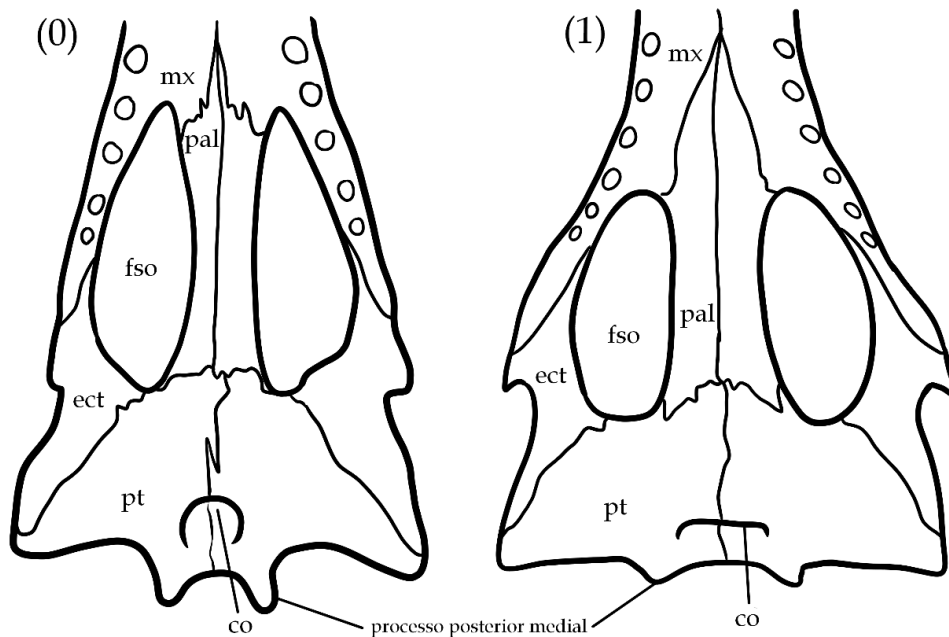 (0)
(1)
mx
mx
pal
fso
pal
fso
ect
ect
pt
pt
co
processo posterior medial
co